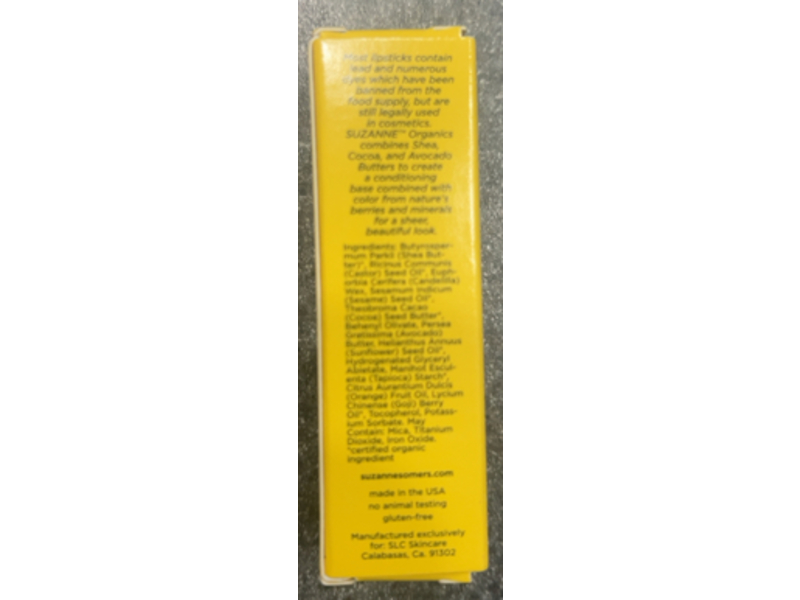 Most lipsticks contain
lead and numerous
dyes which have been
banned from the
food supply, but are
still legally used
in cosmetics.
SUZANNE™ Organics
combines Shea,
Cocoa, and Avocado
Butters to create
a conditioning
base combined with
color from nature's
berries and minerals
for a sheer,
beautiful look.
Ingredients: Butyrosper-
mum Parkii (Shea But-
ter)*, Ricinus Communis
(Castor) Seed Oil*, Euph-
orbia Cerifera (Candelilla)
Wax, Sesamum Indicum
(Sesame) Seed Oil*,
Theobroma Cacao
(Cocoa) Seed Butter*,
Behenyl Olivate, Persea
Gratissima (Avocado)
Butter, Helianthus Annuus
(Sunflower) Seed Oil*,
Hydrogenated Glyceryl
Abietate, Manihot Escul-
enta (Tapioca) Starch*,
Citrus Aurantium Dulcis
(Orange) Fruit Oil, Lycium
Chinense (Goji) Berry
Oil*, Tocopherol, Potass-
ium Sorbate. May
Contain: Mica, Titanium
Dioxide, Iron Oxide.
*certified organic
ingredient
suzannesomers.com
made in the USA
no animal testing
gluten-free
Manufactured exclusively
for: SLC Skincare
Calabasas, Ca. 91302